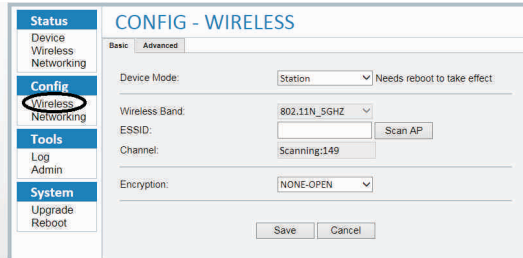 Status
Device
Wireless
Networking
Config
Wireless
Networking
Tools
Log
Admin
System
Upgrade
Reboot
CONFIG - WIRELESS
Basic Advanced
Device Mode: Station Needs reboot to take effect
Wireless Band: 802.11N_5GHZ
ESSID: Scan AP
Channel: Scanning:149
Encryption: NONE-OPEN
Save Cancel